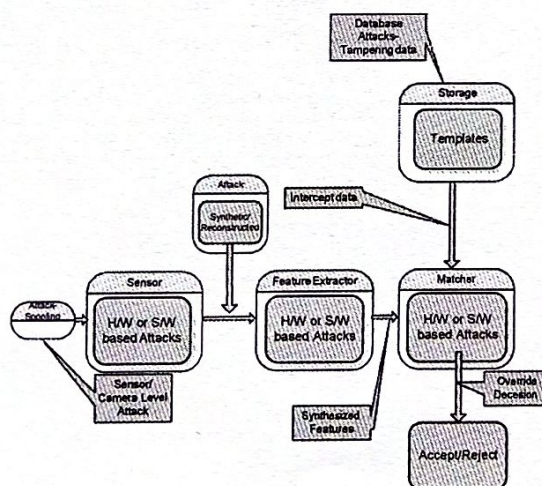 Database
Attacks-
Tampering data
Storage
Templates
Attack
Synthetic/
Reconstructed
Intercept data
Sensor
H/W or S/W
based Attacks
Feature Extractor
H/W or S/W
based Attacks
Matcher
H/W or S/W
based Attacks
Attack-
Spoofing
Sensor/
Camera Level
Attack
Synthesized
Features
Override
Decesion
Accept/Reject